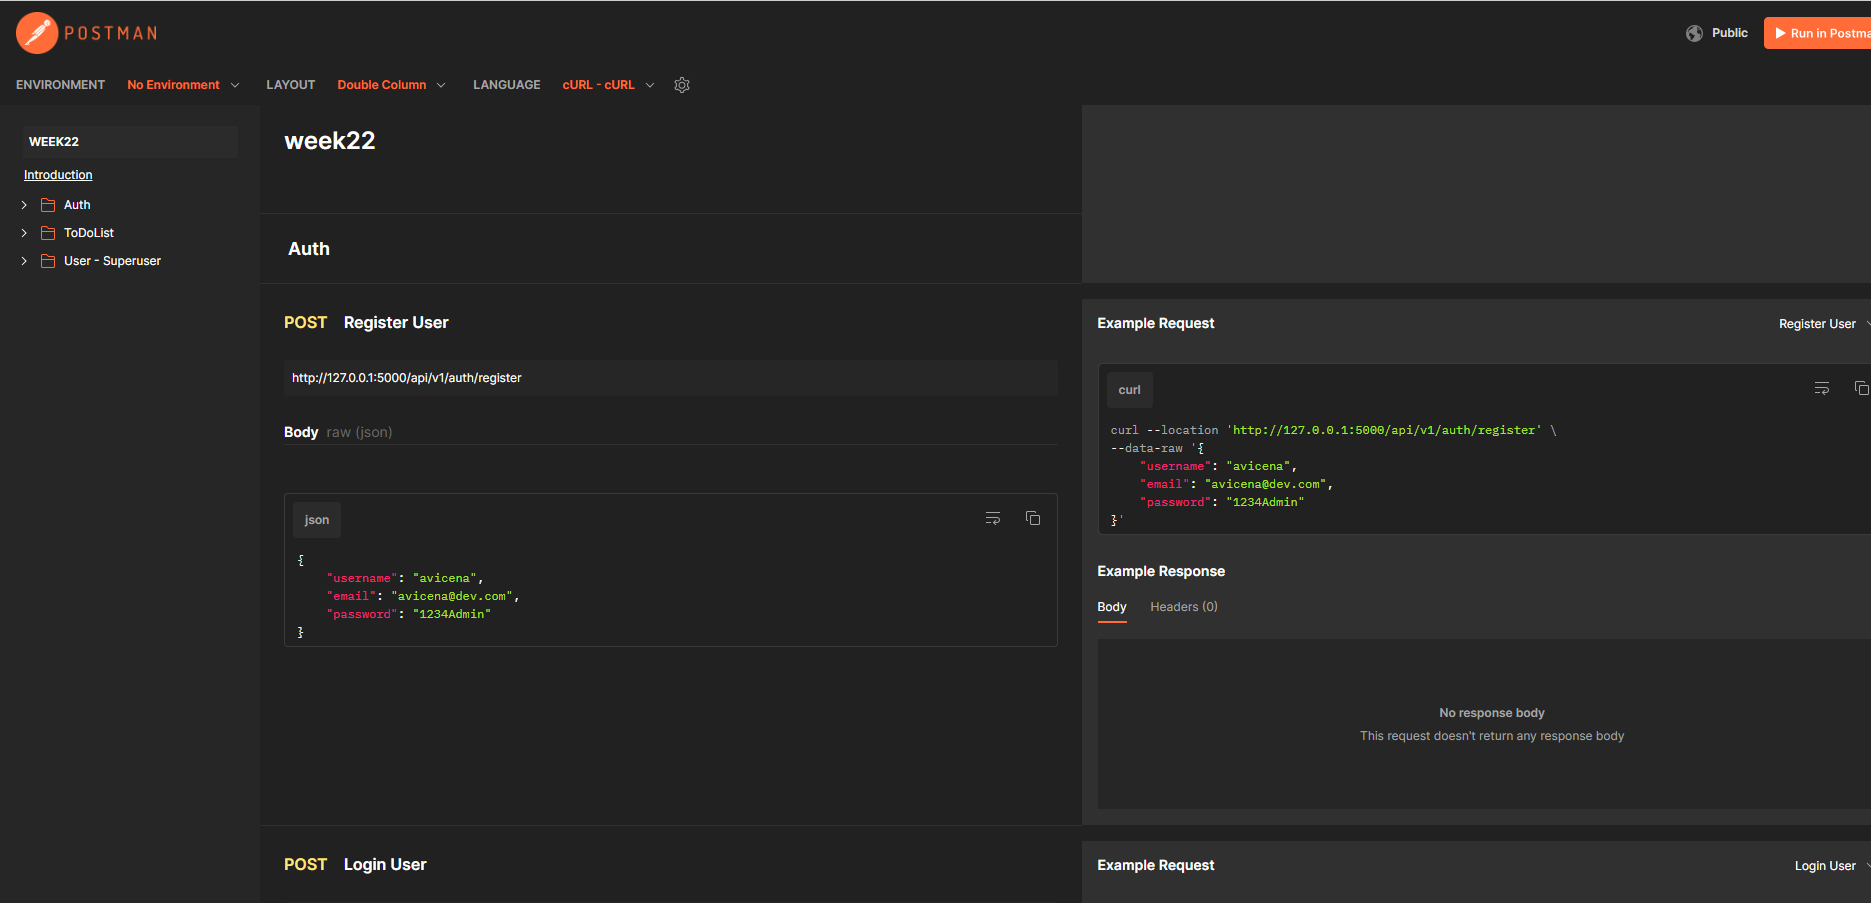 POSTMAN
Public
Run in Postma
ENVIRONMENT No Environment LAYOUT Double Column LANGUAGE cURL - cURL
WEEK22
Introduction
Auth
ToDoList
User - Superuser
week22
Auth
POST Register User
http://127.0.0.1:5000/api/v1/auth/register
Body raw (json)
json
{
    "username": "avicena",
    "email": "avicena@dev.com",
    "password": "1234Admin"
}
Example Request
Register User
curl
curl --location 'http://127.0.0.1:5000/api/v1/auth/register' \
--data-raw '{
    "username": "avicena",
    "email": "avicena@dev.com",
    "password": "1234Admin"
}'
Example Response
Body Headers (0)
No response body
This request doesn't return any response body
POST Login User
Example Request
Login User